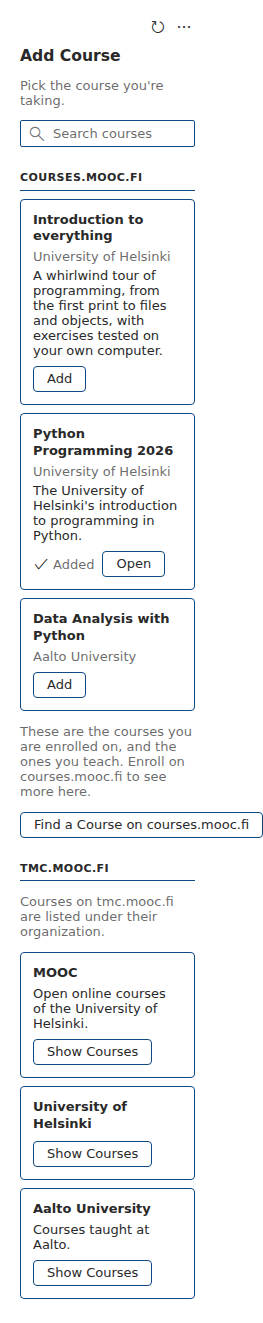 Add Course
Pick the course you're
taking.
Search courses
COURSES.MOOC.FI
Introduction to
everything
University of Helsinki
A whirlwind tour of
programming, from
the first print to files
and objects, with
exercises tested on
your own computer.
Add
Python
Programming 2026
University of Helsinki
The University of
Helsinki's introduction
to programming in
Python.
Added
Open
Data Analysis with
Python
Aalto University
Add
These are the courses you
are enrolled on, and the
ones you teach. Enroll on
courses.mooc.fi to see
more here.
Find a Course on courses.mooc.fi
TMC.MOOC.FI
Courses on tmc.mooc.fi
are listed under their
organization.
MOOC
Open online courses
of the University of
Helsinki.
Show Courses
University of
Helsinki
Show Courses
Aalto University
Courses taught at
Aalto.
Show Courses